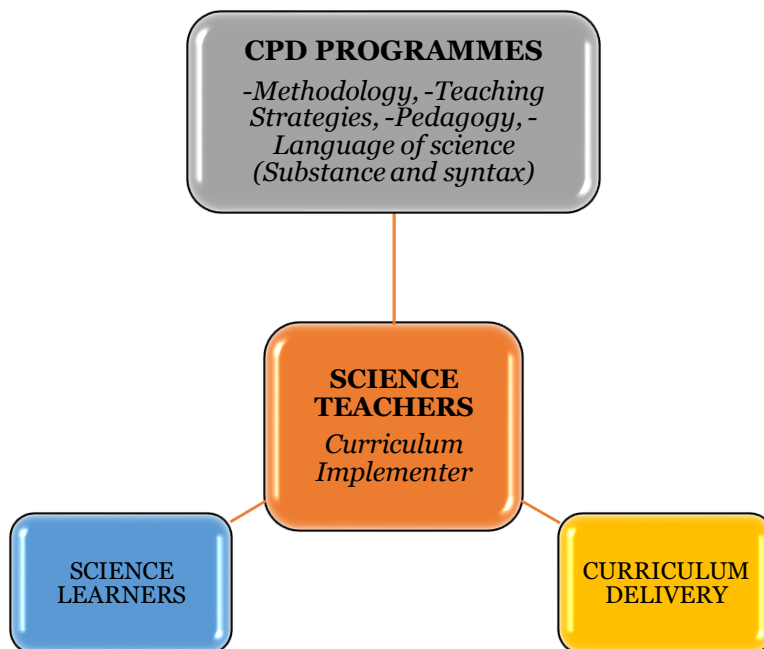 CPD PROGRAMMES
-Methodology, -Teaching
Strategies, -Pedagogy, -
Language of science
(Substance and syntax)
SCIENCE
TEACHERS
Curriculum
Implementer
SCIENCE
LEARNERS
CURRICULUM
DELIVERY